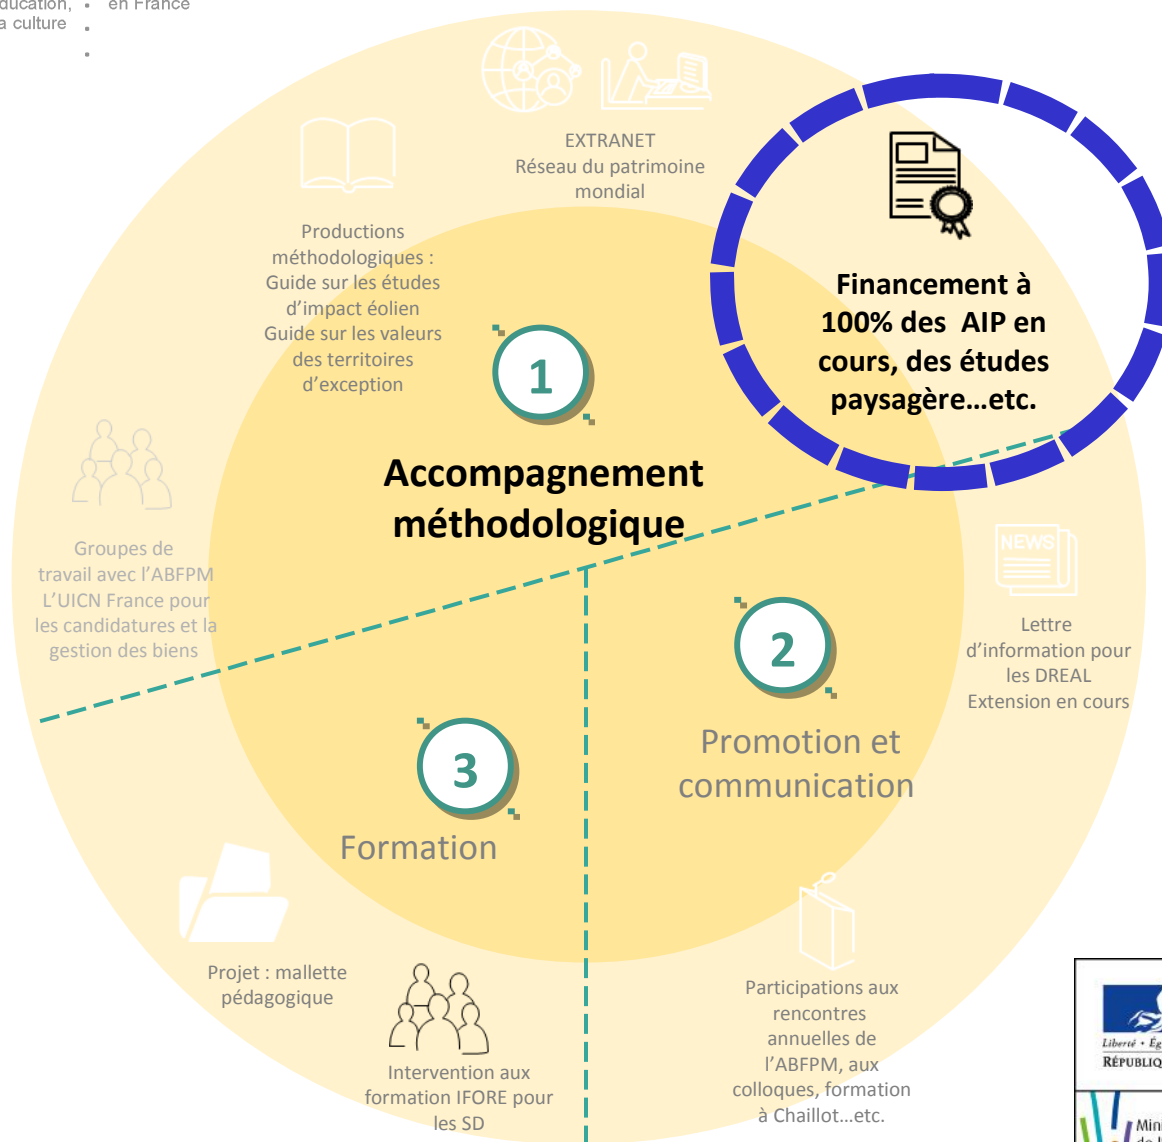 en France
a culture
EXTRANET
Réseau du patrimoine
mondial
Productions
méthodologiques :
Guide sur les études
d’impact éolien
Guide sur les valeurs
des territoires
d’exception
Financement à
100% des AIP en
cours, des études
paysagère…etc.
1
Accompagnement
méthodologique
Groupes de
travail avec l’ABFPM
L’UICN France pour
les candidatures et la
gestion des biens
NEWS
Lettre
d’information pour
les DREAL
Extension en cours
2
Promotion et
communication
3
Formation
Projet : mallette
pédagogique
Intervention aux
formation IFORE pour
les SD
Participations aux
rencontres
annuelles de
l’ABFPM, aux
colloques, formation
à Chaillot…etc.
Liberté